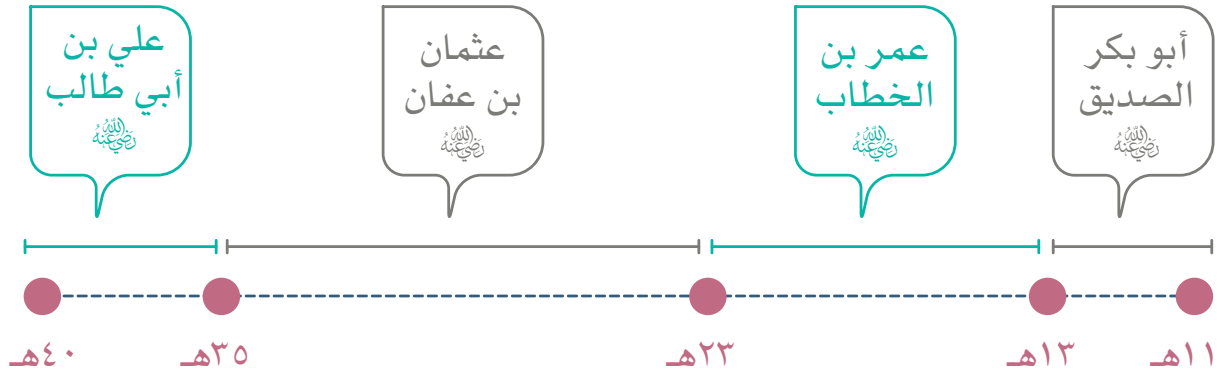 أبو بكر
الصديق
رضي الله عنه
عمر بن
الخطاب
رضي الله عنه
عثمان
بن عفان
رضي الله عنه
علي بن
أبي طالب
رضي الله عنه
١١هـ
١٣هـ
٢٣هـ
٣٥هـ
٤٠هـ